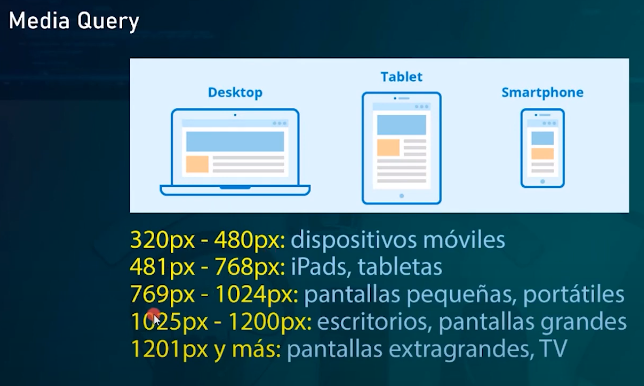 Media Query
Desktop
Tablet
Smartphone
320px - 480px: dispositivos móviles
481px - 768px: iPads, tabletas
769px - 1024px: pantallas pequeñas, portátiles
1025px - 1200px: escritorios, pantallas grandes
1201px y más: pantallas extragrandes, TV